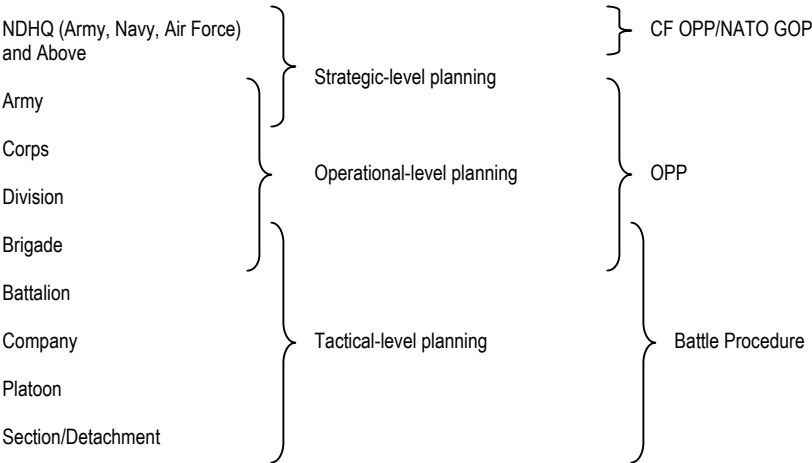 NDHQ (Army, Navy, Air Force)
and Above
CF OPP/NATO GOP
Strategic-level planning
Army
Corps
Operational-level planning
OPP
Division
Brigade
Battalion
Company
Tactical-level planning
Battle Procedure
Platoon
Section/Detachment